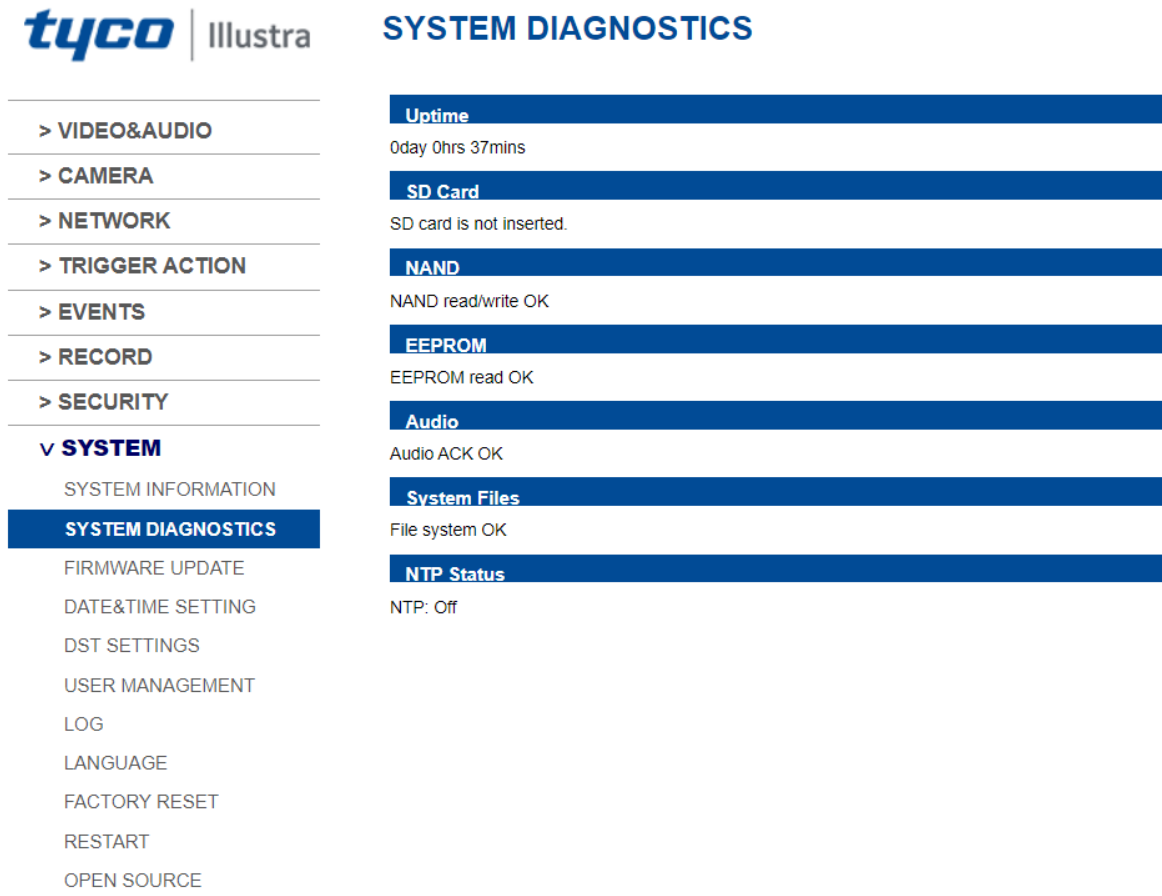 tyco | Illustra
SYSTEM DIAGNOSTICS
> VIDEO&AUDIO
> CAMERA
> NETWORK
> TRIGGER ACTION
> EVENTS
> RECORD
> SECURITY
v SYSTEM
SYSTEM INFORMATION
SYSTEM DIAGNOSTICS
FIRMWARE UPDATE
DATE&TIME SETTING
DST SETTINGS
USER MANAGEMENT
LOG
LANGUAGE
FACTORY RESET
RESTART
OPEN SOURCE
Uptime
0day 0hrs 37mins
SD Card
SD card is not inserted.
NAND
NAND read/write OK
EEPROM
EEPROM read OK
Audio
Audio ACK OK
System Files
File system OK
NTP Status
NTP: Off